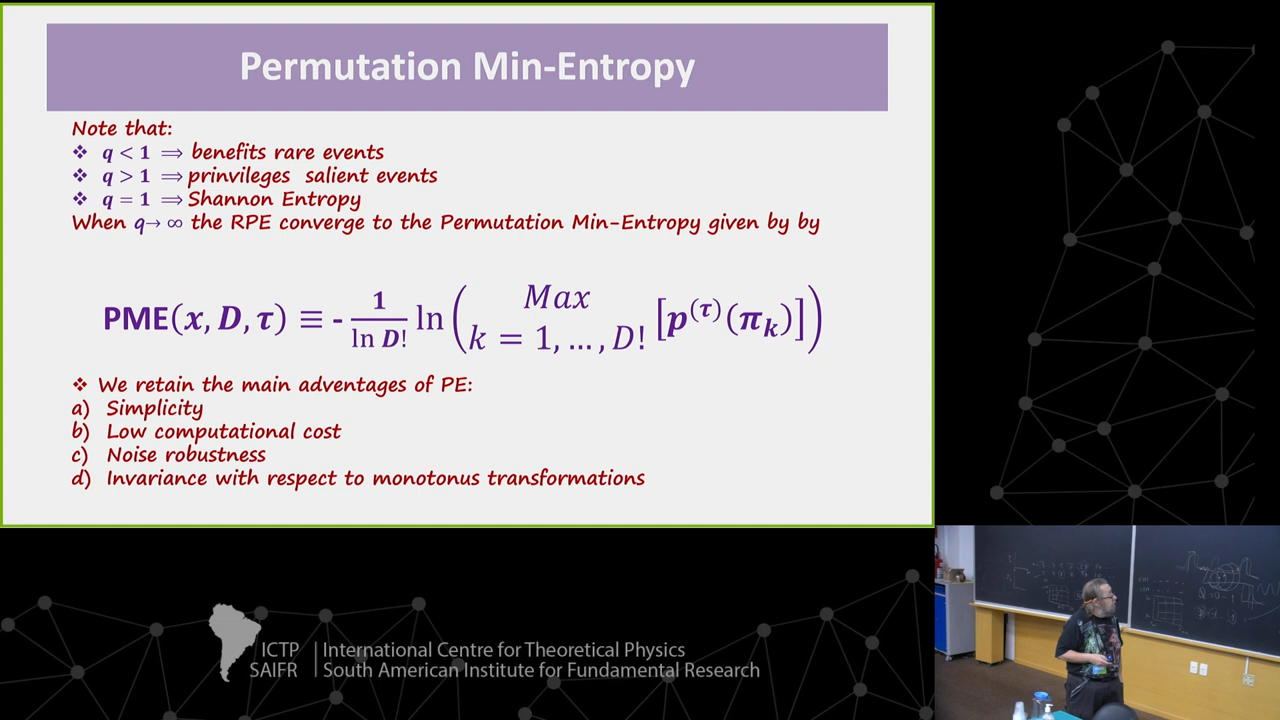 Permutation Min-Entropy
Note that:
❖ q < 1 ⟹ benefits rare events
❖ q > 1 ⟹ prinvileges salient events
❖ q = 1 ⟹ Shannon Entropy
When q→ ∞ the RPE converge to the Permutation Min-Entropy given by by
PME(x, D, τ) ≡ - 1/ln D! ln ( Max k = 1, …, D! [p^(τ)(π_k)] )
❖ We retain the main adventages of PE:
a) Simplicity
b) Low computational cost
c) Noise robustness
d) Invariance with respect to monotonus transformations
ICTP | International Centre for Theoretical Physics
SAIFR | South American Institute for Fundamental Research